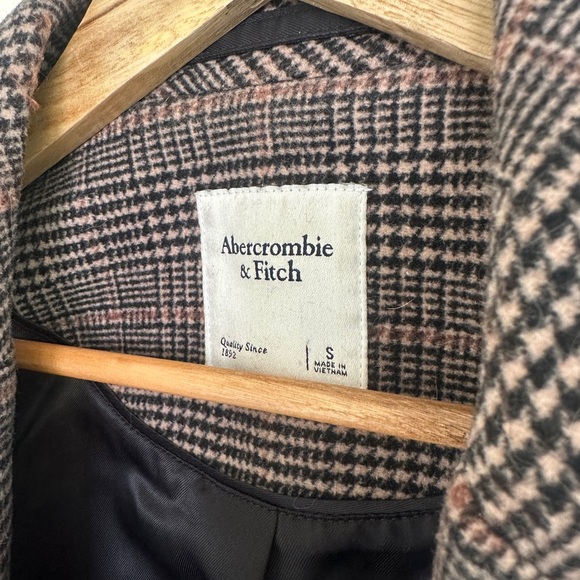 Abercrombie
& Fitch
Quality Since
1892
S
MADE IN
VIETNAM